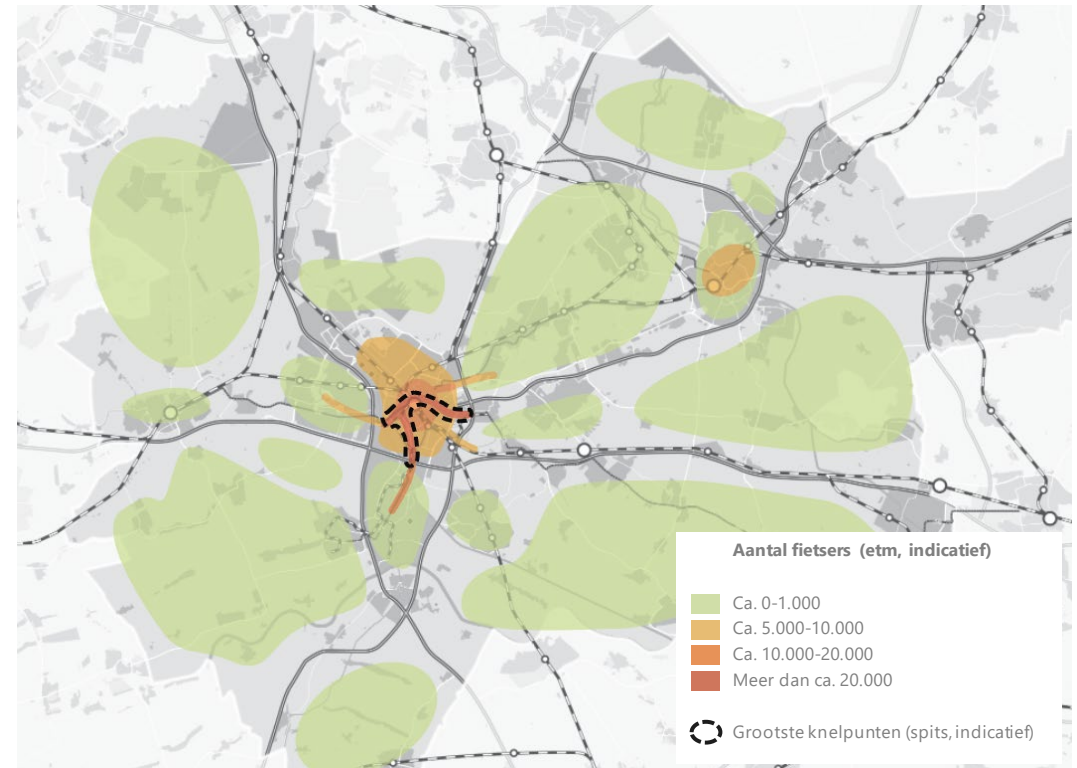 Aantal fietsers (etm, indicatief)
Ca. 0-1.000
Ca. 5.000-10.000
Ca. 10.000-20.000
Meer dan ca. 20.000
Grootste knelpunten (spits, indicatief)